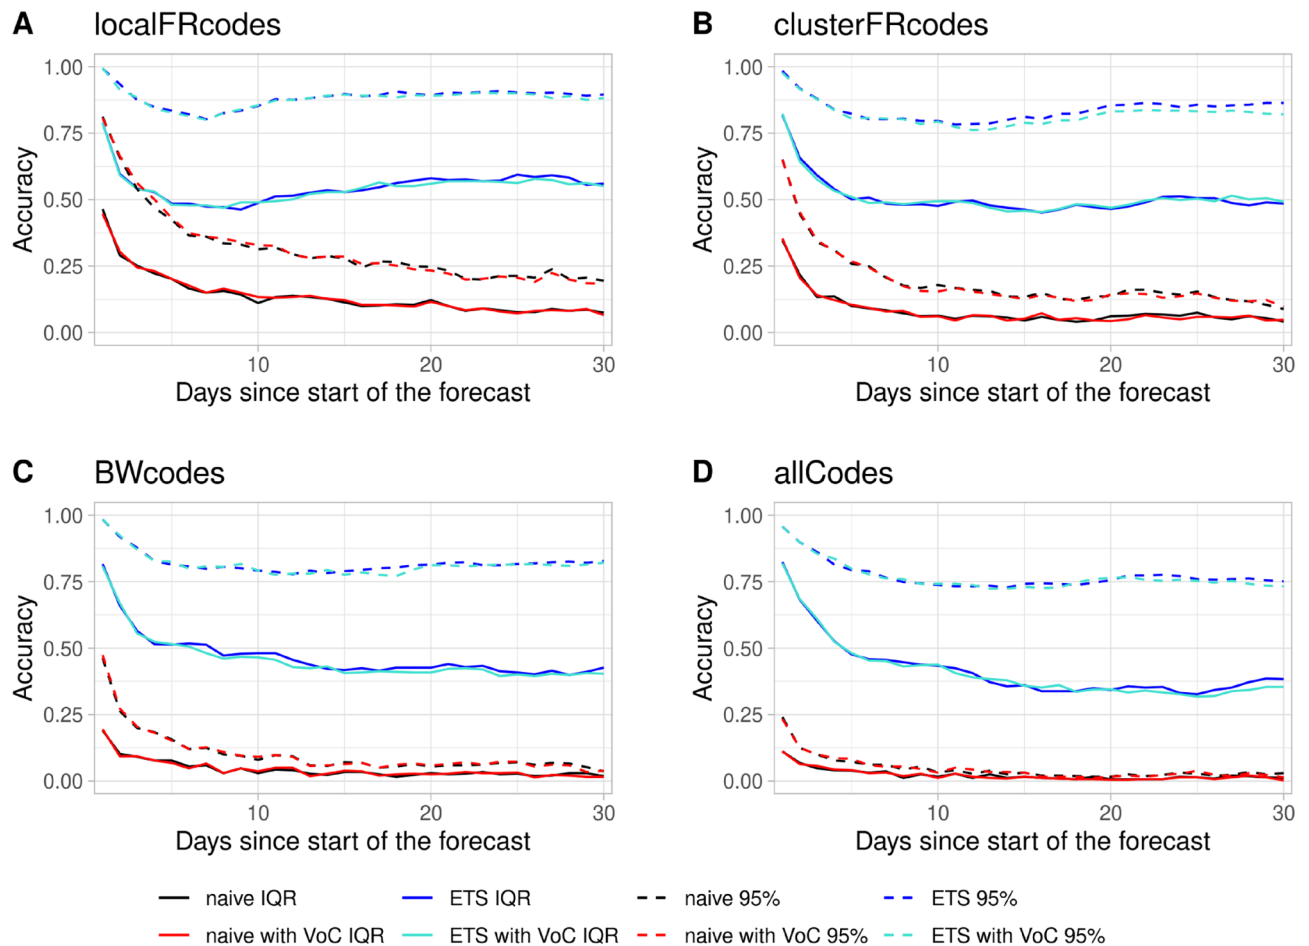 A localFRcodes
B clusterFRcodes
Accuracy
1.00
0.75
0.50
0.25
0.00
10 20 30
Days since start of the forecast
Accuracy
1.00
0.75
0.50
0.25
0.00
10 20 30
Days since start of the forecast
C BWcodes
D allCodes
Accuracy
1.00
0.75
0.50
0.25
0.00
10 20 30
Days since start of the forecast
Accuracy
1.00
0.75
0.50
0.25
0.00
10 20 30
Days since start of the forecast
naive IQR ETS IQR naive 95% ETS 95%
naive with VoC IQR ETS with VoC IQR naive with VoC 95% ETS with VoC 95%